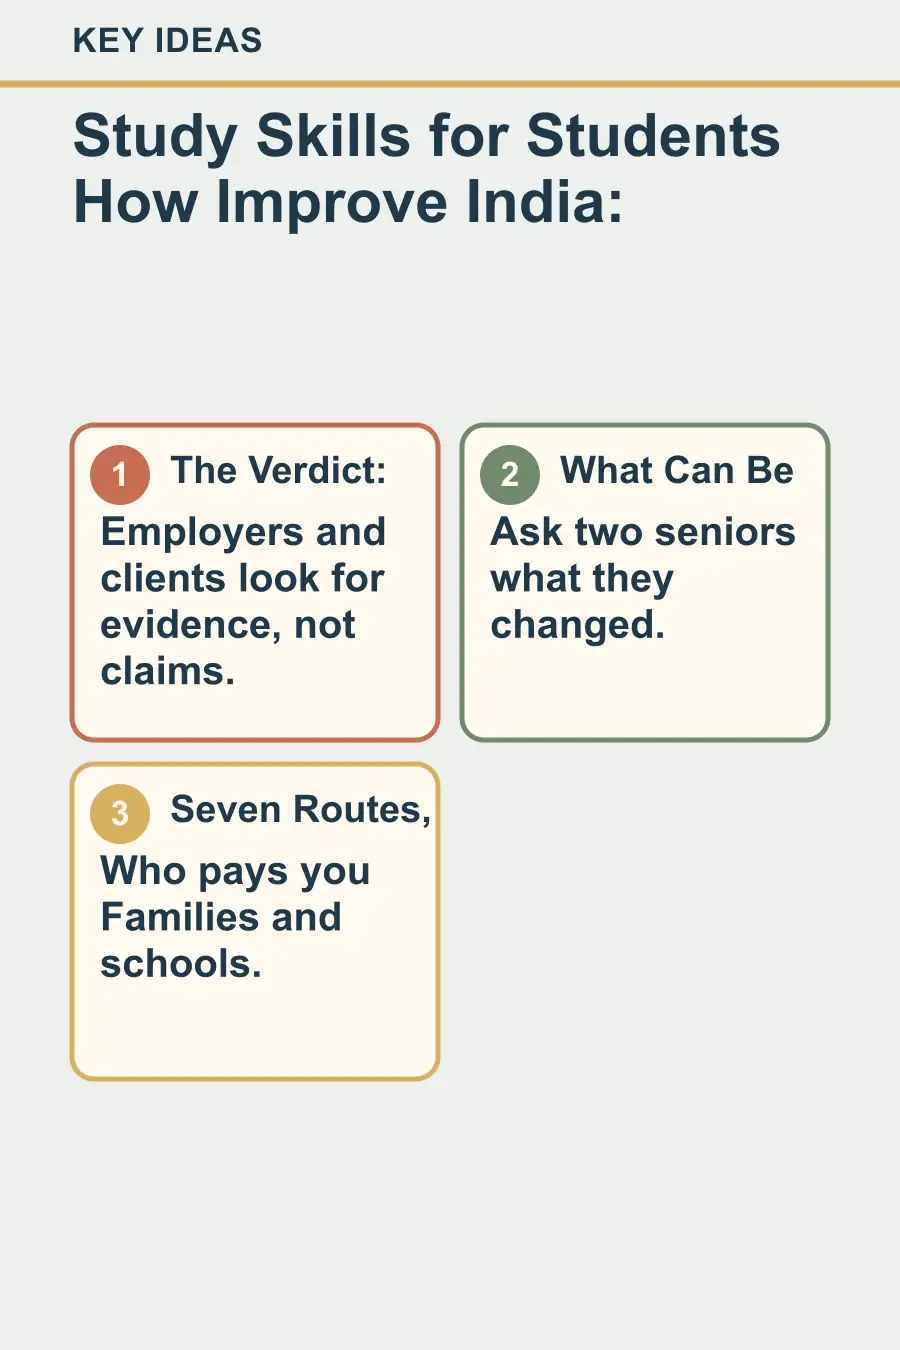 KEY IDEAS
Study Skills for Students
How Improve India:
1 The Verdict:
Employers and
clients look for
evidence, not
claims.
2 What Can Be
Ask two seniors
what they
changed.
3 Seven Routes,
Who pays you
Families and
schools.